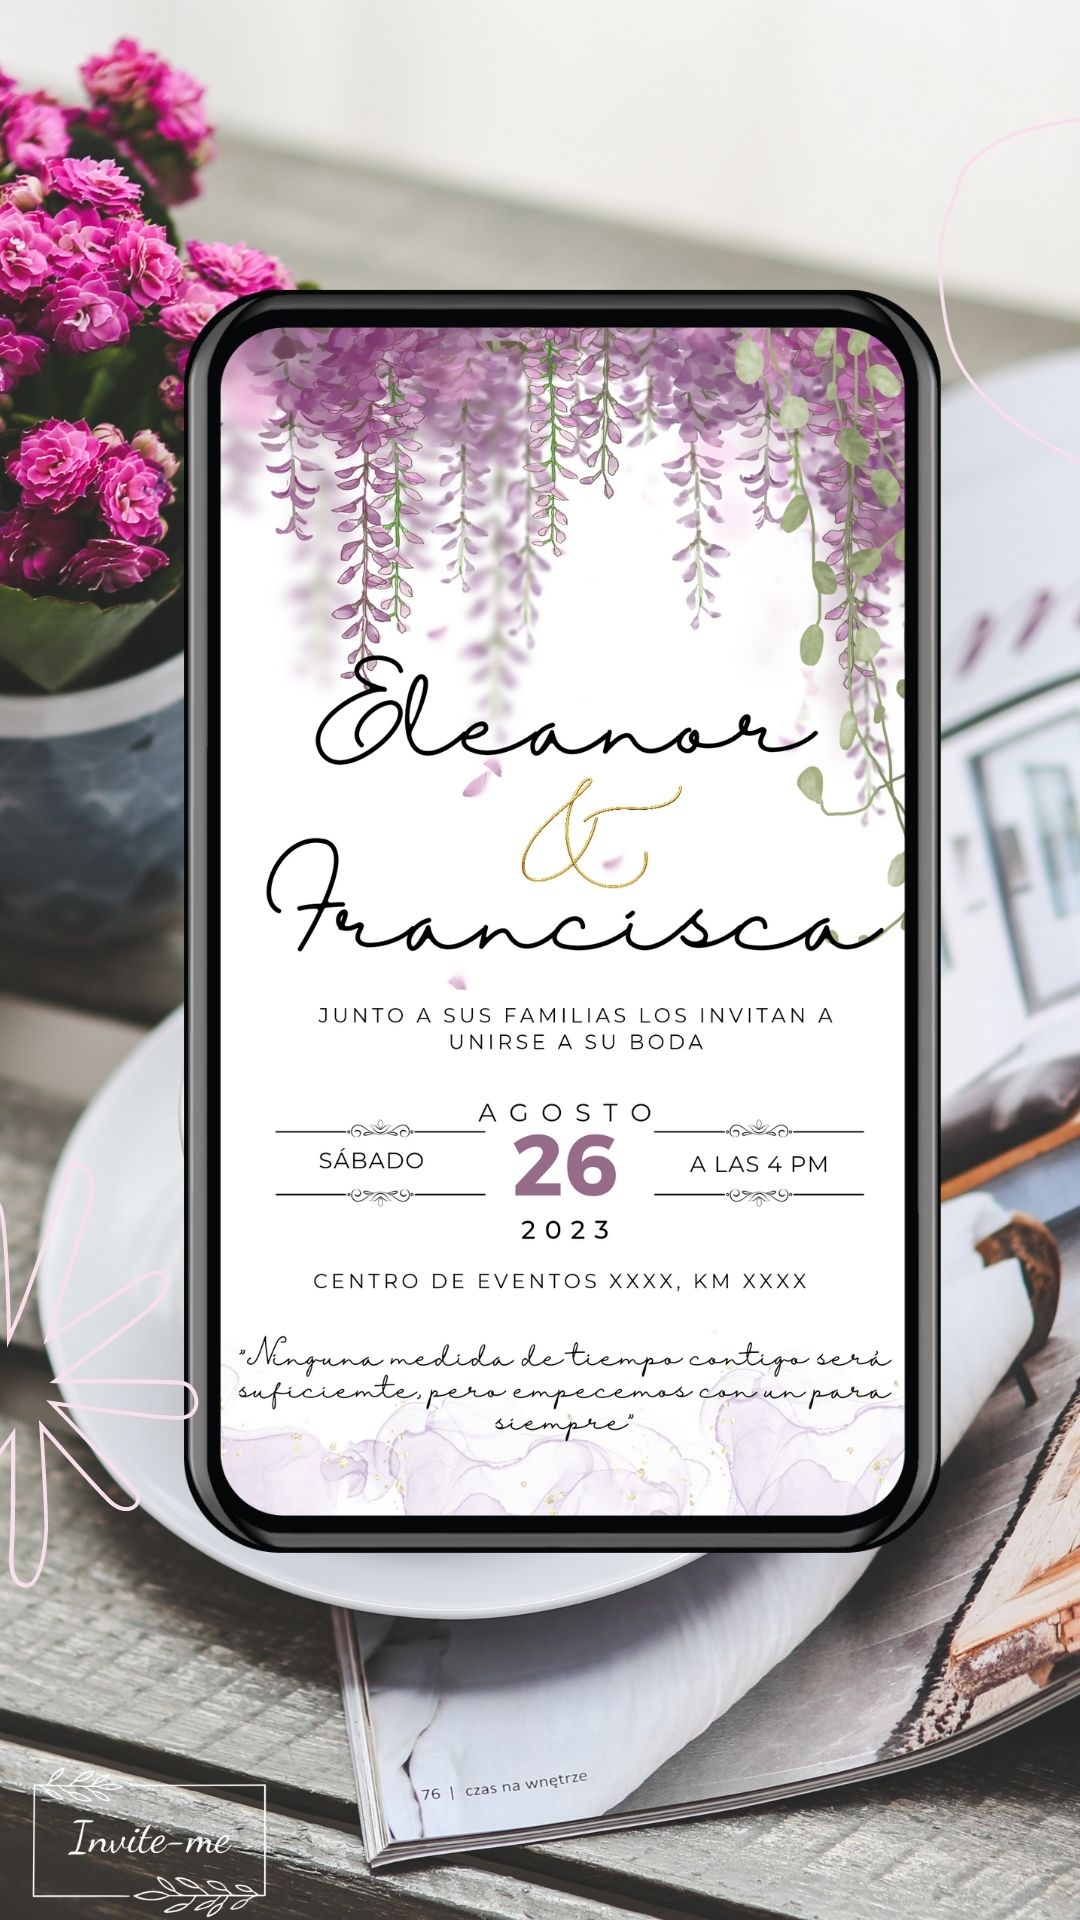 Eleanor
&
Francisca
JUNTO A SUS FAMILIAS LOS INVITAN A
UNIRSE A SU BODA
AGOSTO
SÁBADO
26
A LAS 4 PM
2023
CENTRO DE EVENTOS XXXX, KM XXXX
"Ninguna medida de tiempo contigo será
suficiemte, pero empecemos con un para
siempre"
76 | czas na wnętrze
Invite-me